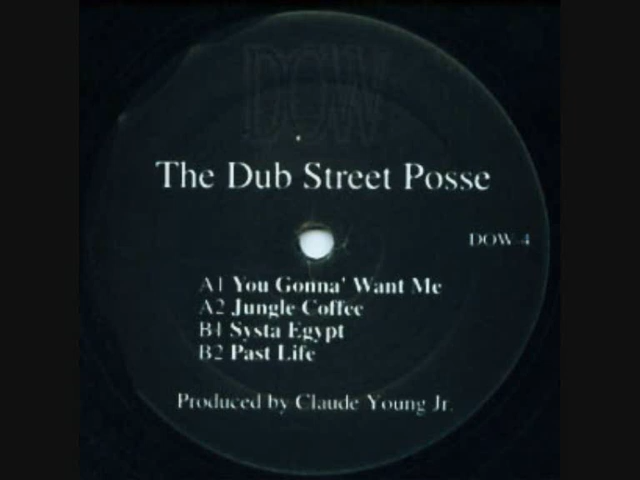 DOW
The Dub Street Posse
DOW-4
A1 You Gonna' Want Me
A2 Jungle Coffee
B1 Systa Egypt
B2 Past Life
Produced by Claude Young Jr.